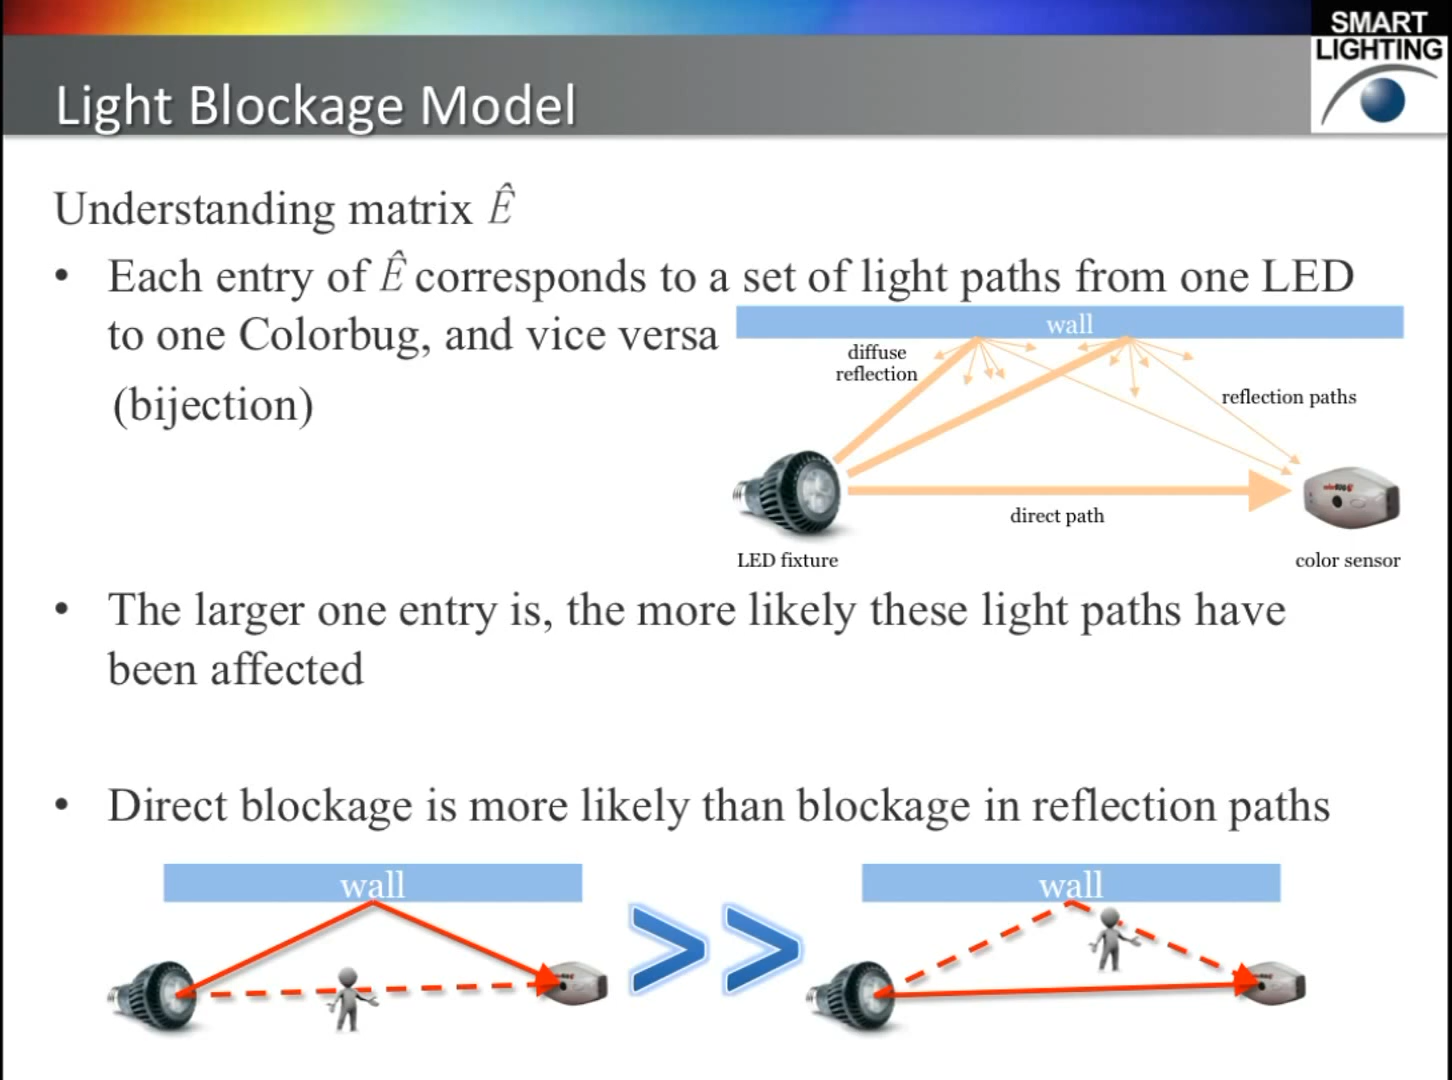 SMART
LIGHTING
Light Blockage Model
Understanding matrix Ê
• Each entry of Ê corresponds to a set of light paths from one LED
to one Colorbug, and vice versa
(bijection)
wall
diffuse
reflection
reflection paths
direct path
LED fixture
color sensor
• The larger one entry is, the more likely these light paths have
been affected
• Direct blockage is more likely than blockage in reflection paths
wall
>>
wall